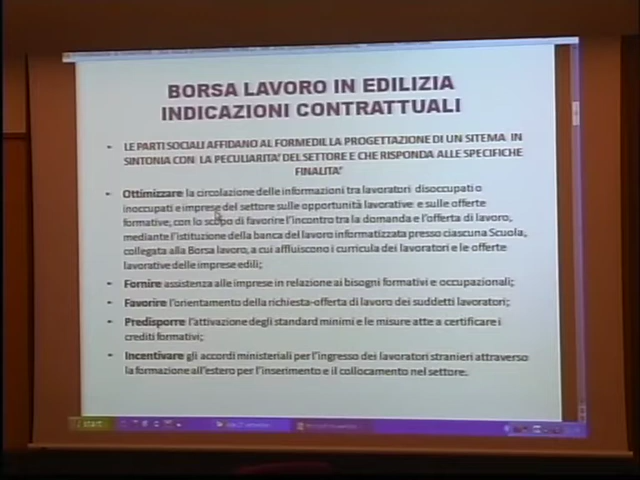 BORSA LAVORO IN EDILIZIA
INDICAZIONI CONTRATTUALI
- LE PARTI SOCIALI AFFIDANO AL FORMEDIL LA PROGETTAZIONE DI UN SITEMA IN
SINTONIA CON LA PECULIARITA' DEL SETTORE E CHE RISPONDA ALLE SPECIFICHE
FINALITA'
- Ottimizzare la circolazione delle informazioni tra lavoratori disoccupati o
inoccupati e imprese del settore sulle opportunità lavorative e sulle offerte
formative, con lo scopo di favorire l'incontro tra la domanda e l'offerta di lavoro,
mediante l'istituzione della banca del lavoro informatizzata presso ciascuna Scuola,
collegata alla Borsa lavoro, a cui affluiscono i curricula dei lavoratori e le offerte
lavorative delle imprese edili;
- Fornire assistenza alle imprese in relazione ai bisogni formativi e occupazionali;
- Favorire l'orientamento della richiesta-offerta di lavoro dei suddetti lavoratori;
- Predisporre l'attivazione degli standard minimi e le misure atte a certificare i
crediti formativi;
- Incentivare gli accordi ministeriali per l'ingresso dei lavoratori stranieri attraverso
la formazione all'estero per l'inserimento e il collocamento nel settore.
start